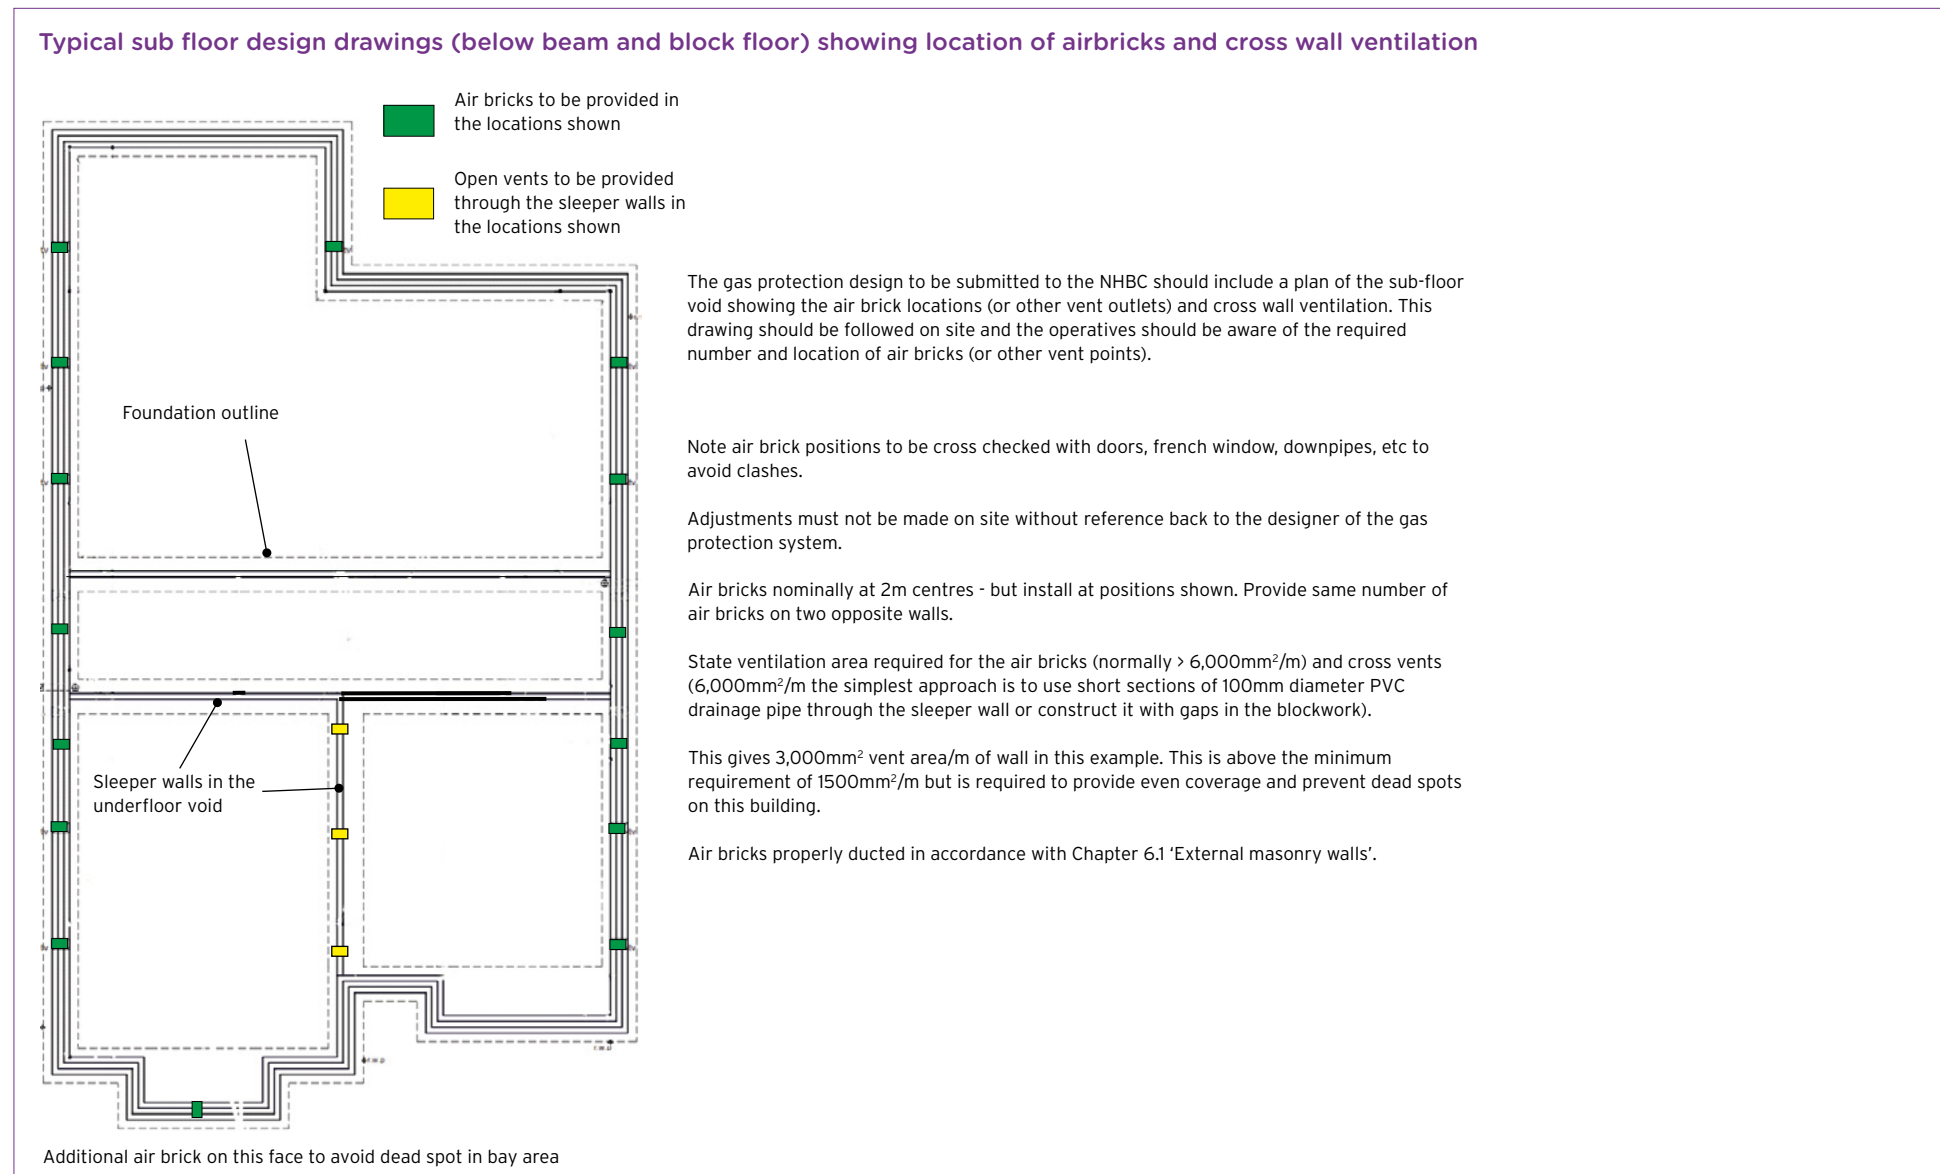 Typical sub floor design drawings (below beam and block floor) showing location of airbricks and cross wall ventilation
Air bricks to be provided in
the locations shown
Open vents to be provided
through the sleeper walls in
the locations shown
The gas protection design to be submitted to the NHBC should include a plan of the sub-floor
void showing the air brick locations (or other vent outlets) and cross wall ventilation. This
drawing should be followed on site and the operatives should be aware of the required
number and location of air bricks (or other vent points).
Foundation outline
Note air brick positions to be cross checked with doors, french window, downpipes, etc to
avoid clashes.
Adjustments must not be made on site without reference back to the designer of the gas
protection system.
Air bricks nominally at 2m centres - but install at positions shown. Provide same number of
air bricks on two opposite walls.
State ventilation area required for the air bricks (normally > 6,000mm²/m) and cross vents
(6,000mm²/m the simplest approach is to use short sections of 100mm diameter PVC
drainage pipe through the sleeper wall or construct it with gaps in the blockwork).
This gives 3,000mm² vent area/m of wall in this example. This is above the minimum
requirement of 1500mm²/m but is required to provide even coverage and prevent dead spots
on this building.
Sleeper walls in the
underfloor void
Air bricks properly ducted in accordance with Chapter 6.1 ‘External masonry walls’.
r.w.p
r.w.p
Additional air brick on this face to avoid dead spot in bay area